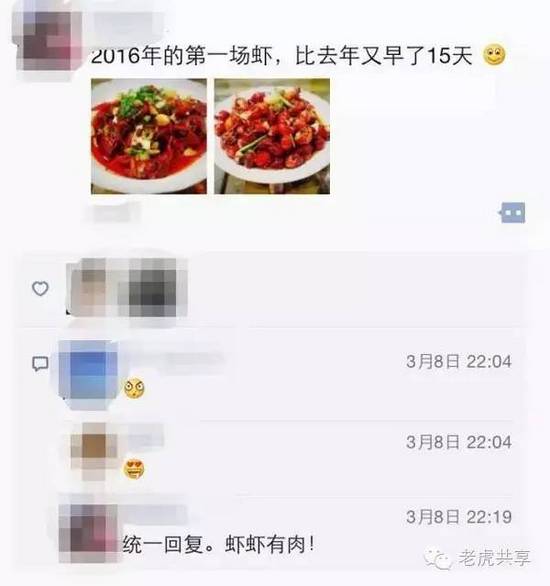 2016年的第一场虾，比去年又早了15天
3月8日 22:04
3月8日 22:04
3月8日 22:19
统一回复。虾虾有肉！
老虎共享